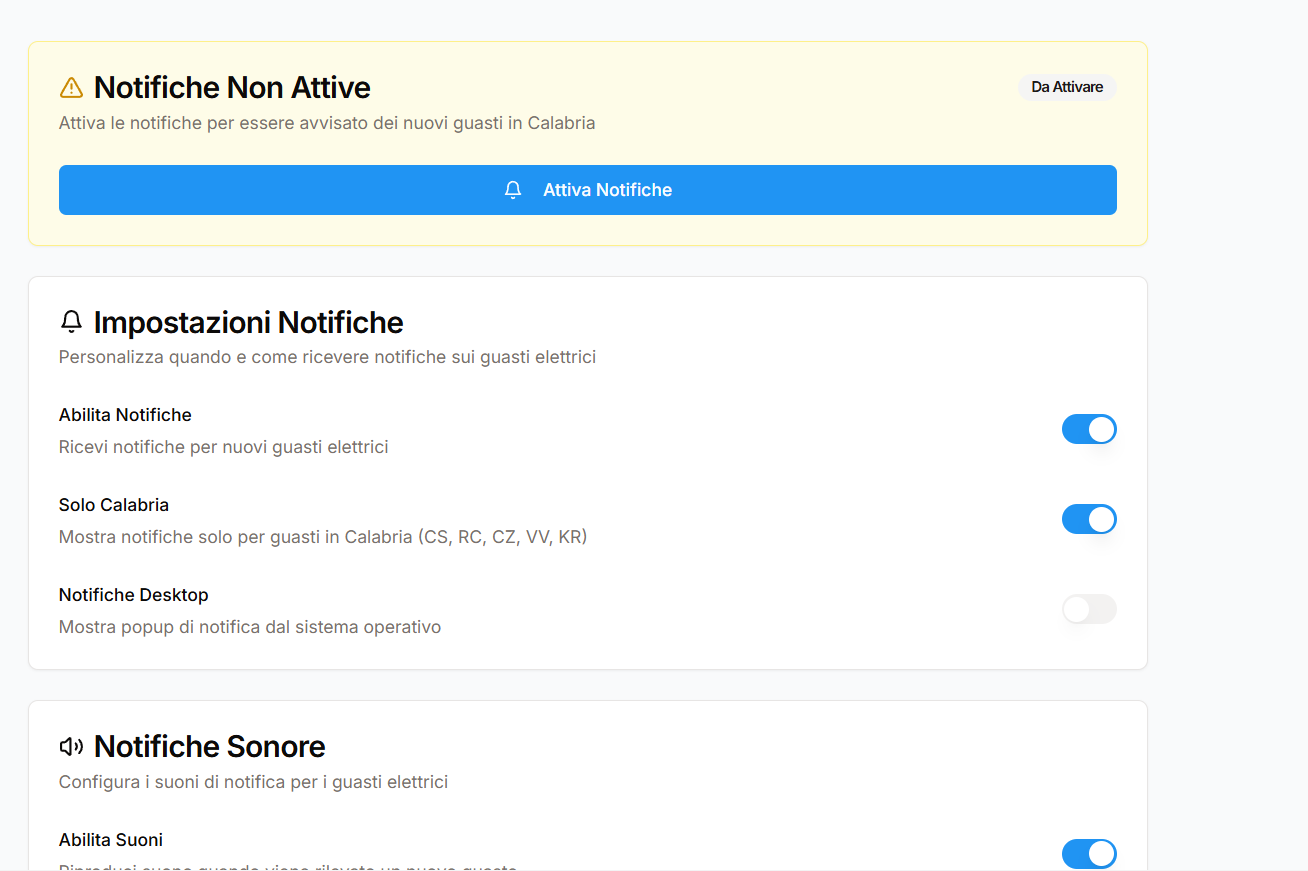 Notifiche Non Attive
Da Attivare
Attiva le notifiche per essere avvisato dei nuovi guasti in Calabria
Attiva Notifiche
Impostazioni Notifiche
Personalizza quando e come ricevere notifiche sui guasti elettrici
Abilita Notifiche
Ricevi notifiche per nuovi guasti elettrici
Solo Calabria
Mostra notifiche solo per guasti in Calabria (CS, RC, CZ, VV, KR)
Notifiche Desktop
Mostra popup di notifica dal sistema operativo
Notifiche Sonore
Configura i suoni di notifica per i guasti elettrici
Abilita Suoni